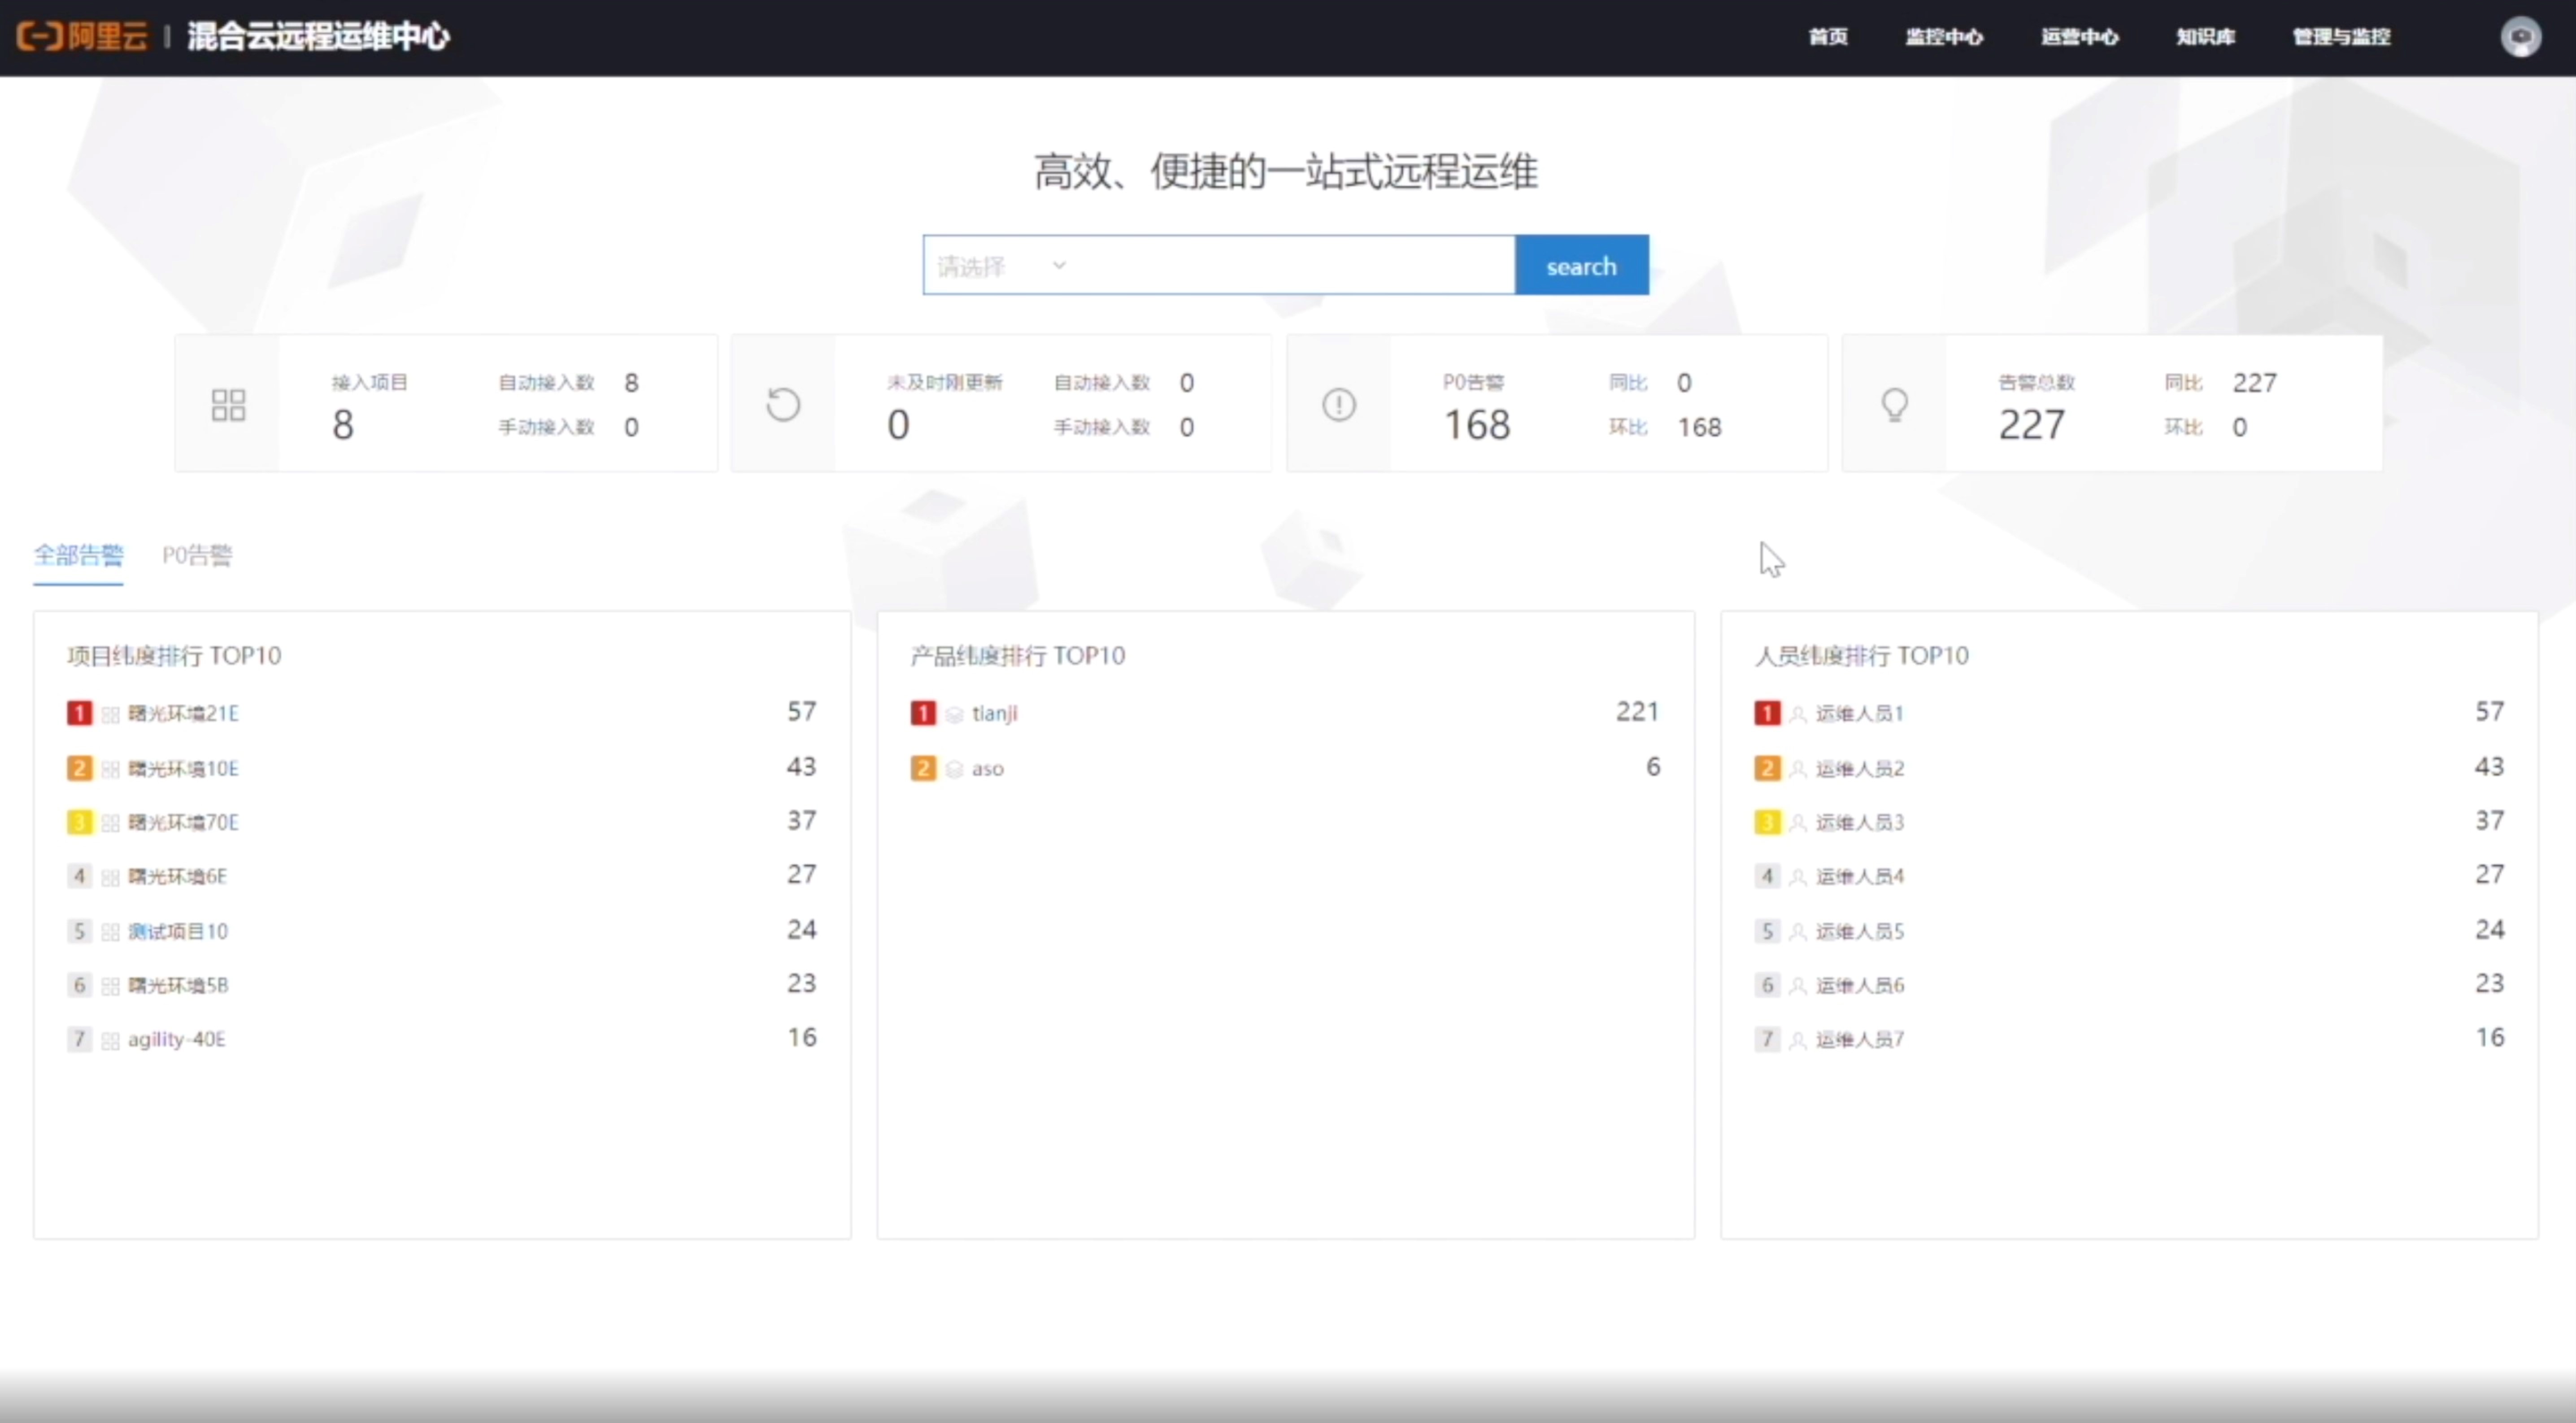 阿里云 | 混合云远程运维中心 首页 监控中心 运营中心 知识库 管理与监控
高效、便捷的一站式远程运维
请选择 search
接入项目 8 自动接入数 8 手动接入数 0
未及时刚更新 0 自动接入数 0 手动接入数 0
P0告警 168 同比 0 环比 168
告警总数 227 同比 227 环比 0
全部告警 P0告警
项目纬度排行 TOP10
1 曙光环境21E 57
2 曙光环境10E 43
3 曙光环境70E 37
4 曙光环境6E 27
5 测试项目10 24
6 曙光环境5B 23
7 agility-40E 16
产品纬度排行 TOP10
1 tianji 221
2 aso 6
人员纬度排行 TOP10
1 运维人员1 57
2 运维人员2 43
3 运维人员3 37
4 运维人员4 27
5 运维人员5 24
6 运维人员6 23
7 运维人员7 16